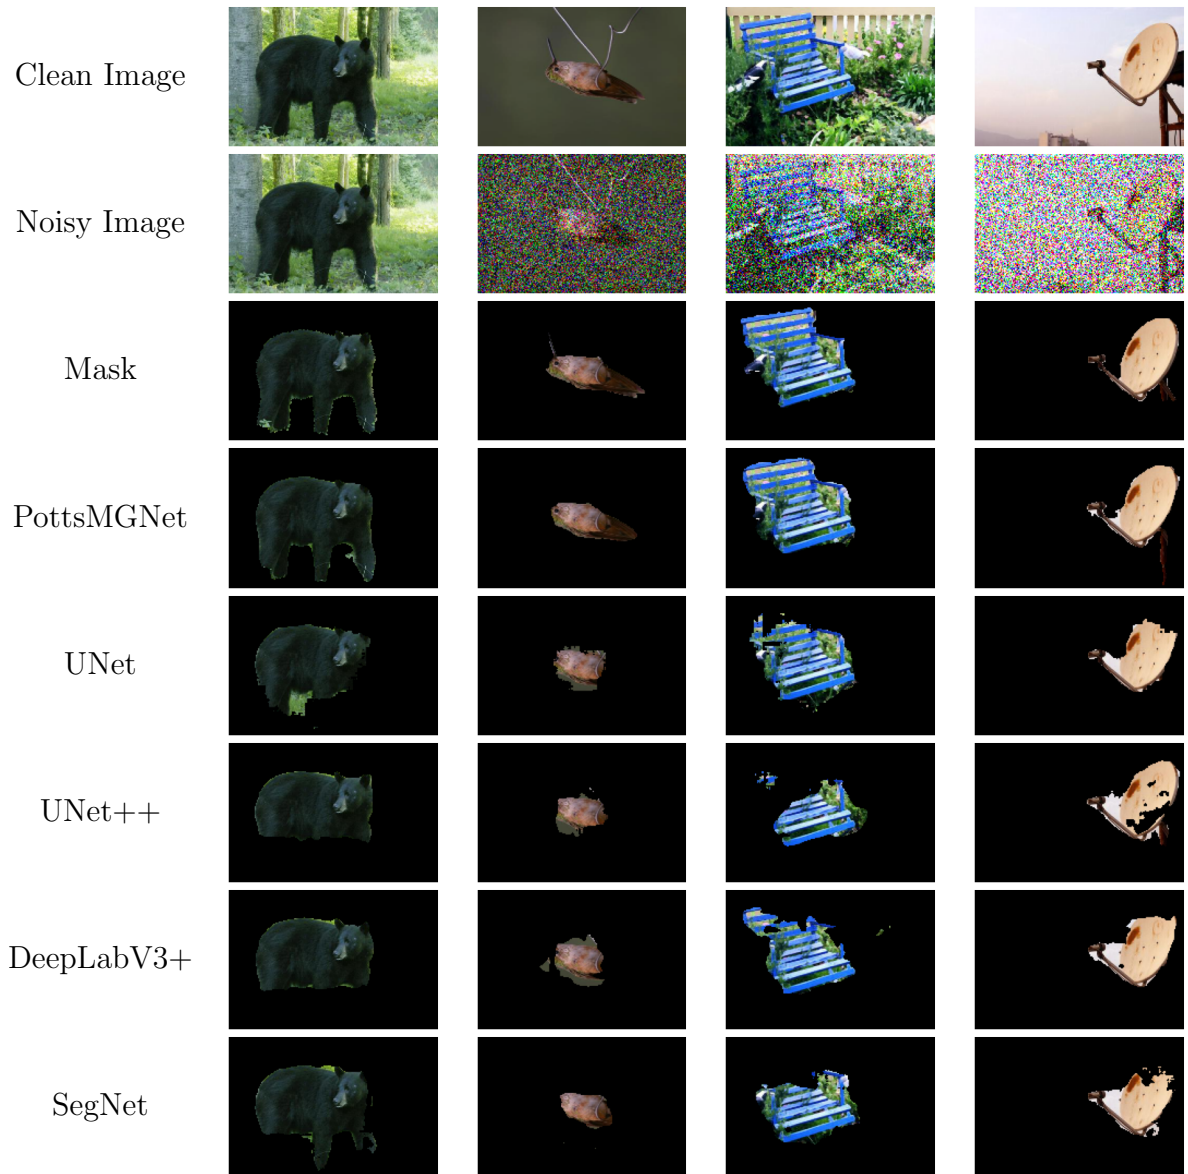 Clean Image
Noisy Image
Mask
PottsMGNet
UNet
UNet++
DeepLabV3+
SegNet